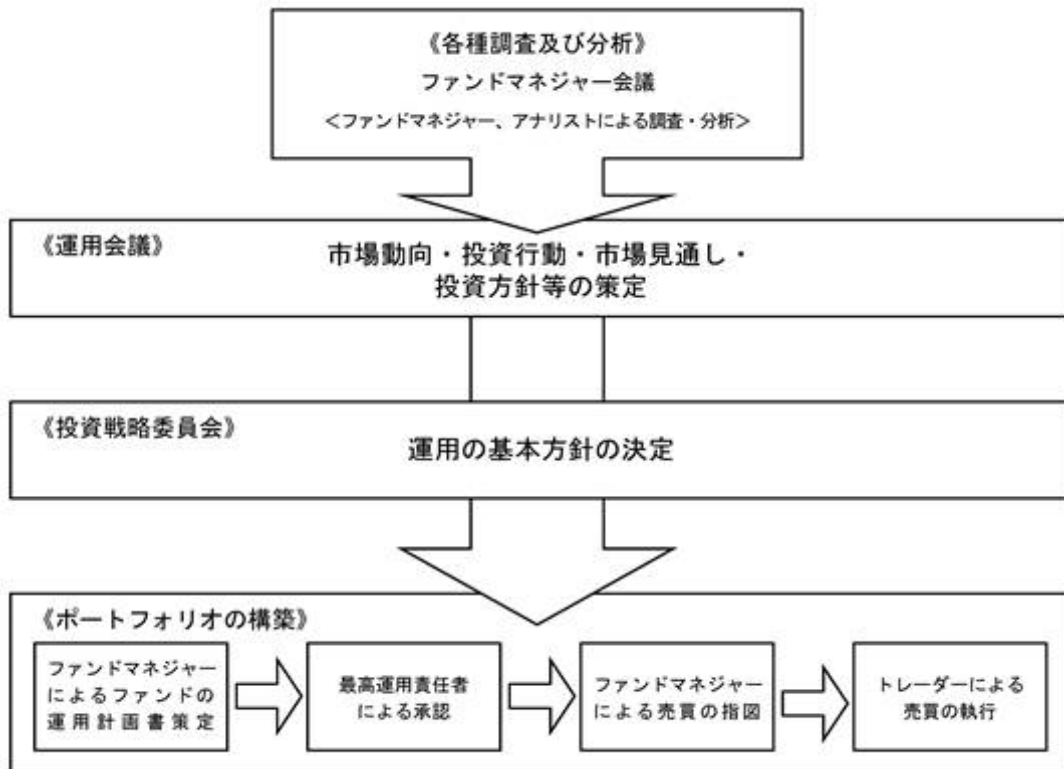 《各種調査及び分析》
ファンドマネジャー会議
＜ファンドマネジャー、アナリストによる調査・分析＞
《運用会議》
市場動向・投資行動・市場見通し・
投資方針等の策定
《投資戦略委員会》
運用の基本方針の決定
《ポートフォリオの構築》
ファンドマネジャー
によるファンドの
運用計画書策定
最高運用責任者
による承認
ファンドマネジャー
による売買の指図
トレーダーによる
売買の執行